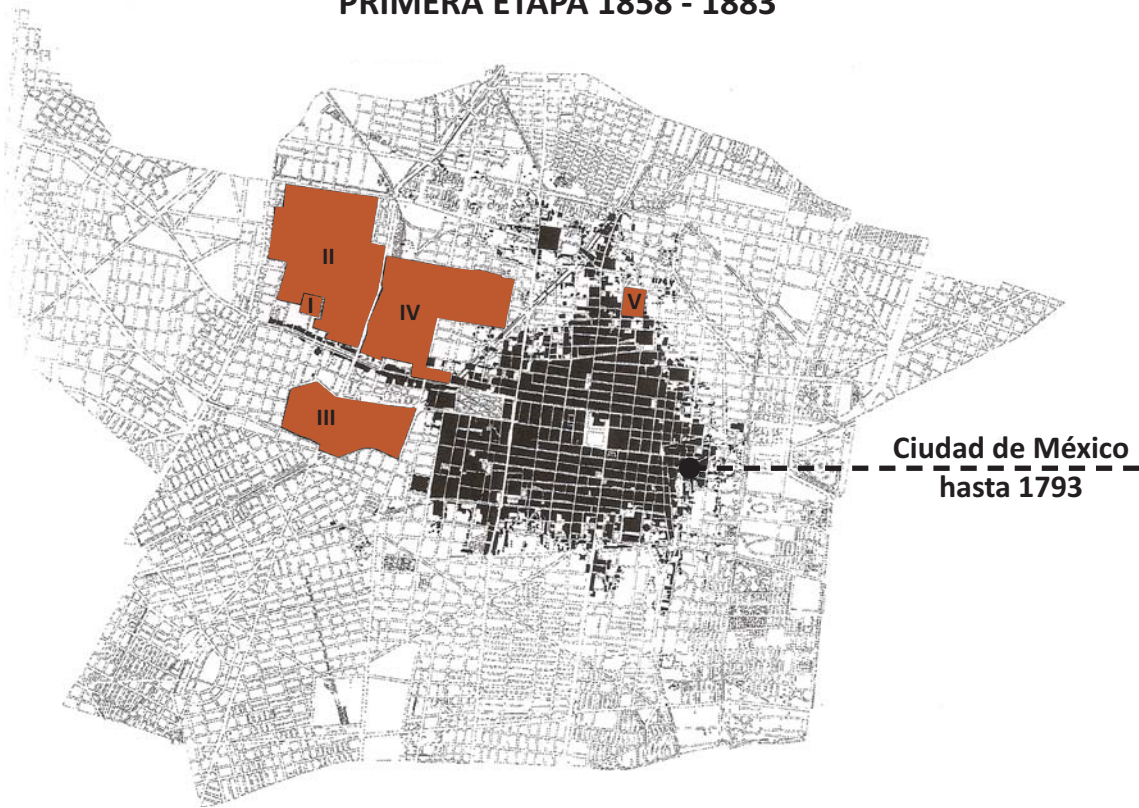 PRIMERA ETAPA 1858 - 1883
II
I
IV
V
III
Ciudad de México
hasta 1793